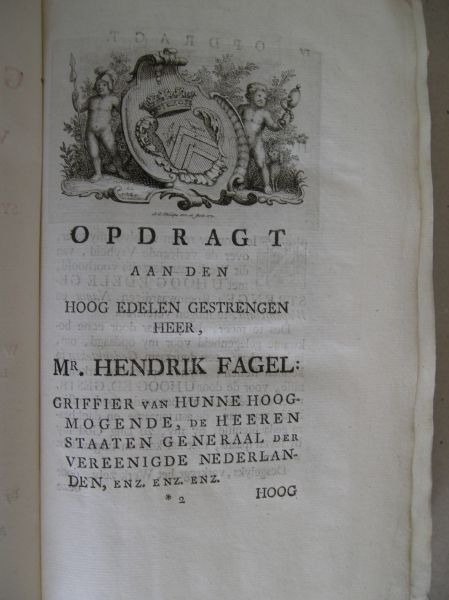 OPDRAGT
AAN DEN
HOOG EDELEN GESTRENGEN
HEER,
MR. HENDRIK FAGEL:
GRIFFIER VAN HUNNE HOOG-
MOGENDE, DE HEEREN
STAATEN GENERAAL DER
VEREENIGDE NEDERLAN-
DEN, ENZ. ENZ. ENZ.
* 2 HOOG